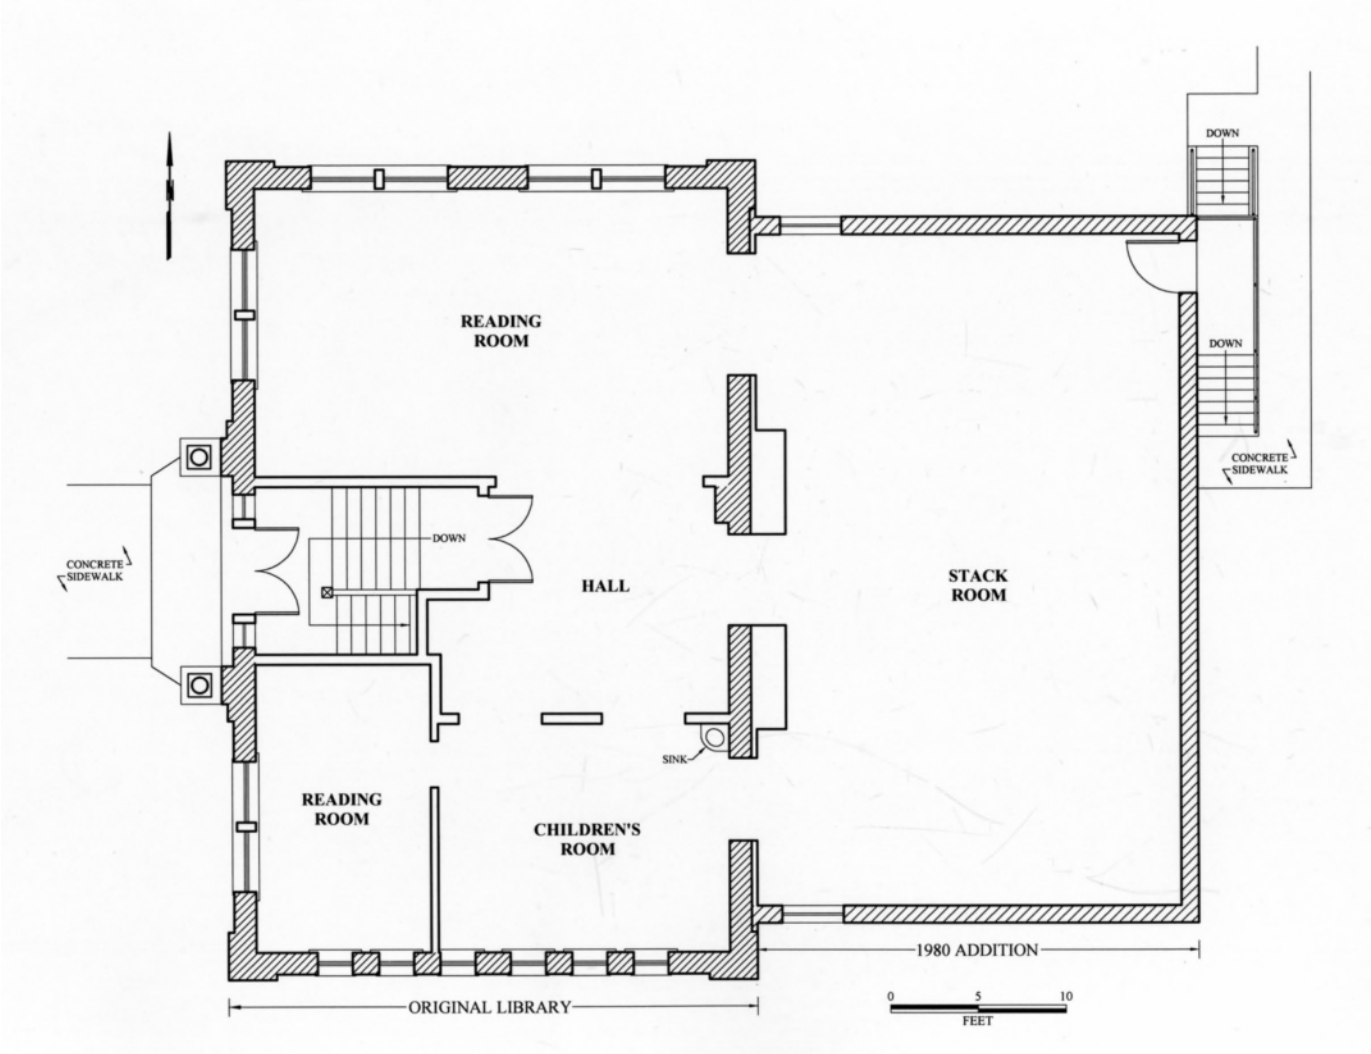 DOWN
READING
ROOM
DOWN
CONCRETE
SIDEWALK
DOWN
CONCRETE
SIDEWALK
HALL
STACK
ROOM
SINK
READING
ROOM
CHILDREN'S
ROOM
1980 ADDITION
ORIGINAL LIBRARY
0 5 10
FEET